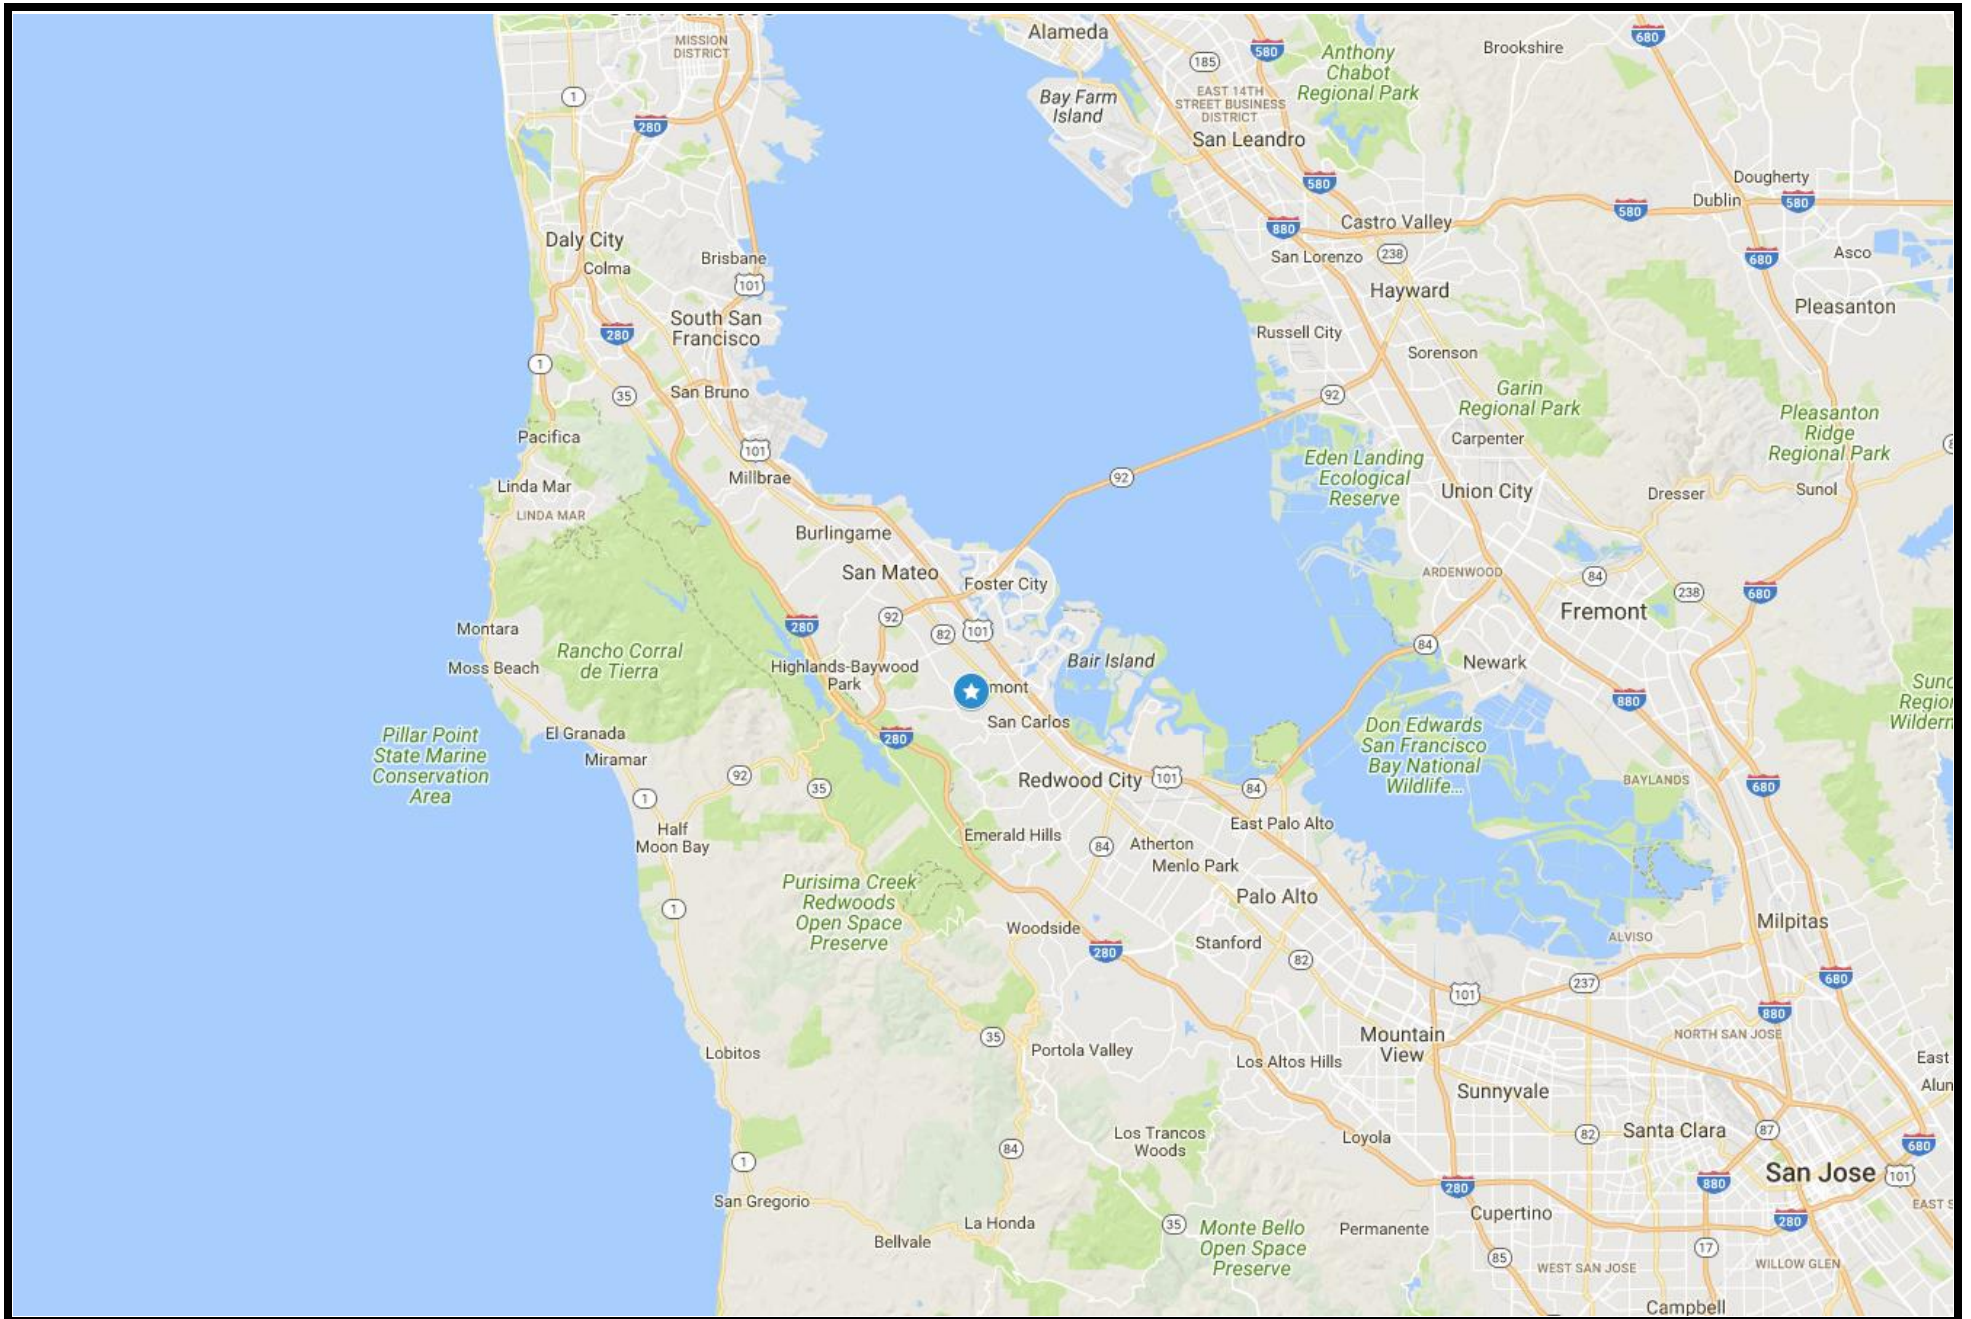 Alameda
MISSION
DISTRICT
680
Brookshire
580
185
Anthony
Chabot
Regional Park
1
Bay Farm
Island
EAST 14TH
STREET BUSINESS
DISTRICT
280
San Leandro
Dougherty
580
Dublin
580
580
880
Castro Valley
Daly City
Colma
Brisbane
San Lorenzo
238
680
Asco
101
Hayward
Pleasanton
South San
Francisco
280
Russell City
Sorenson
1
35
San Bruno
92
Garin
Regional Park
Pleasanton
Ridge
Regional Park
Pacifica
Carpenter
101
Millbrae
92
Eden Landing
Ecological
Reserve
Linda Mar
Union City
Dresser
Sunol
LINDA MAR
Burlingame
San Mateo
Foster City
ARDENWOOD
84
238
680
Fremont
280
92
82
101
Montara
84
Rancho Corral
de Tierra
Moss Beach
Highlands-Baywood
Park
Bair Island
Newark
mont
880
San Carlos
Pillar Point
State Marine
Conservation
Area
El Granada
280
Don Edwards
San Francisco
Bay National
Wildlife...
Miramar
92
35
Redwood City
101
84
BAYLANDS
680
1
Half
Moon Bay
Emerald Hills
84
Atherton
East Palo Alto
Menlo Park
Purisima Creek
Redwoods
Open Space
Preserve
Palo Alto
1
Woodside
280
Stanford
82
ALVISO
Milpitas
101
237
680
880
35
Portola Valley
Mountain
View
NORTH SAN JOSE
Lobitos
Los Altos Hills
East
Sunnyvale
Los Trancos
Woods
Loyola
82
Santa Clara
87
680
84
1
San Jose
101
280
880
San Gregorio
La Honda
35
Monte Bello
Open Space
Preserve
Permanente
Cupertino
280
EAST
Bellvale
85
17
WEST SAN JOSE
WILLOW GLEN
Campbell